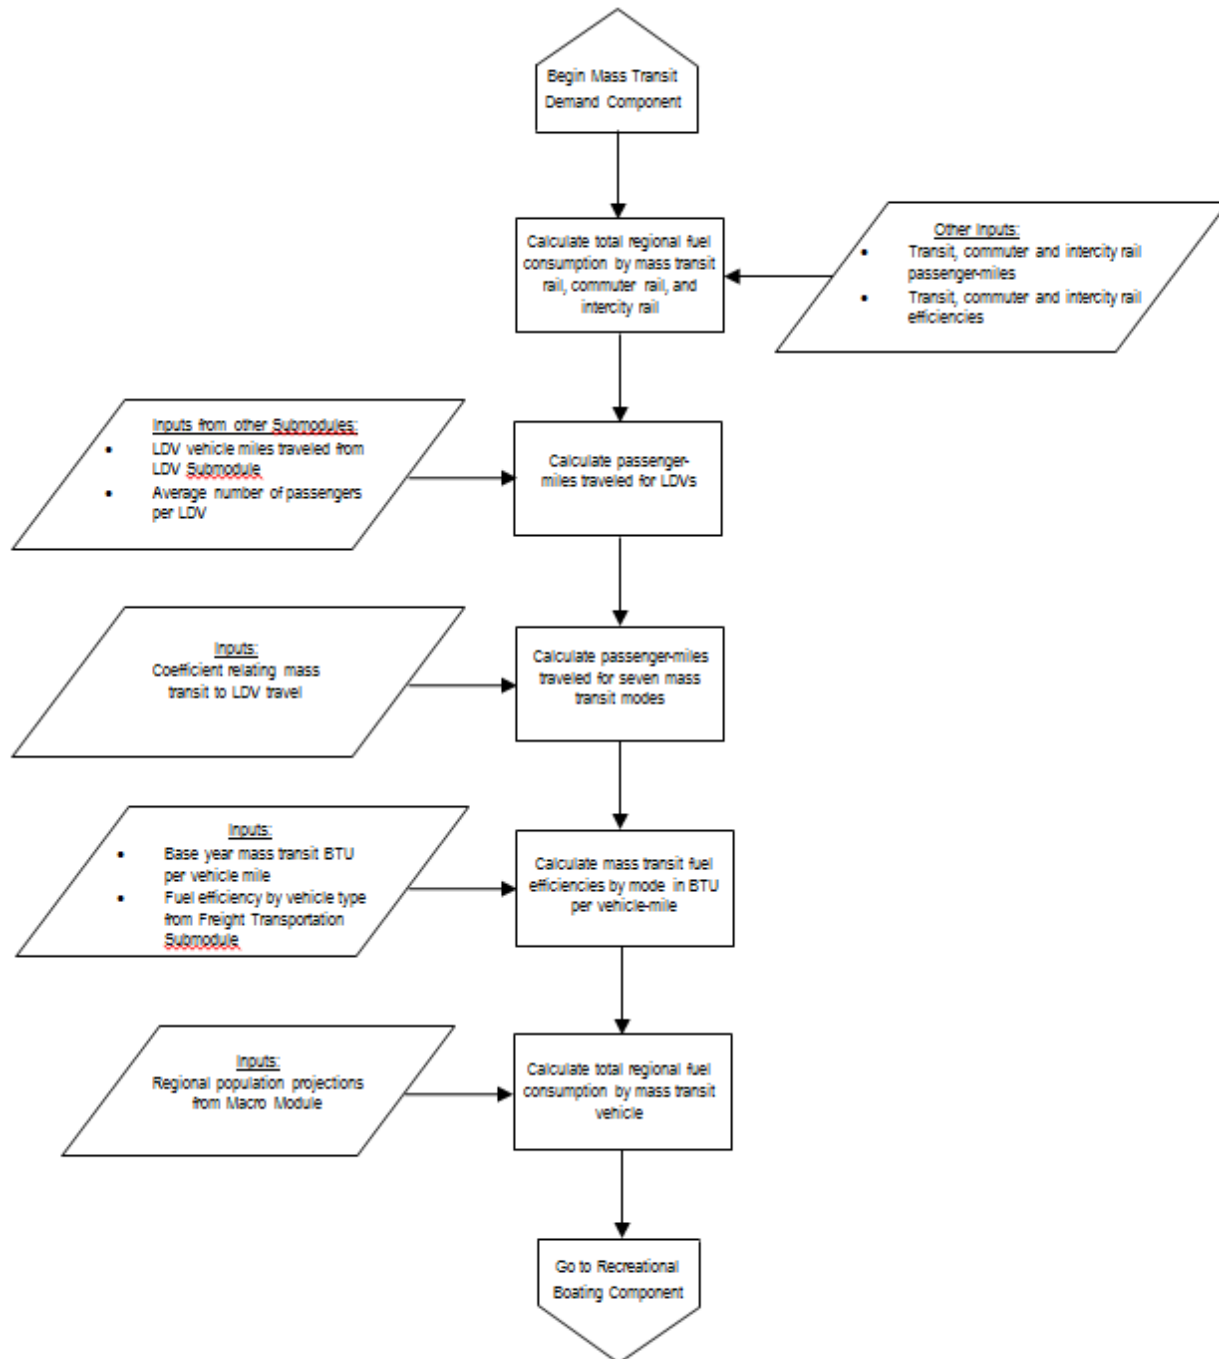 Begin Mass Transit
Demand Component
Calculate total regional fuel
consumption by mass transit
rail, commuter rail, and
intercity rail
Other Inputs:
• Transit, commuter and intercity rail
passenger-miles
• Transit, commuter and intercity rail
efficiencies
Inputs from other Submodules:
• LDV vehicle miles traveled from
LDV Submodule
• Average number of passengers
per LDV
Calculate passenger-
miles traveled for LDVs
Inputs:
Coefficient relating mass
transit to LDV travel
Calculate passenger-miles
traveled for seven mass
transit modes
Inputs:
• Base year mass transit BTU
per vehicle mile
• Fuel efficiency by vehicle type
from Freight Transportation
Submodule
Calculate mass transit fuel
efficiencies by mode in BTU
per vehicle-mile
Inputs:
Regional population projections
from Macro Module
Calculate total regional fuel
consumption by mass transit
vehicle
Go to Recreational
Boating Component